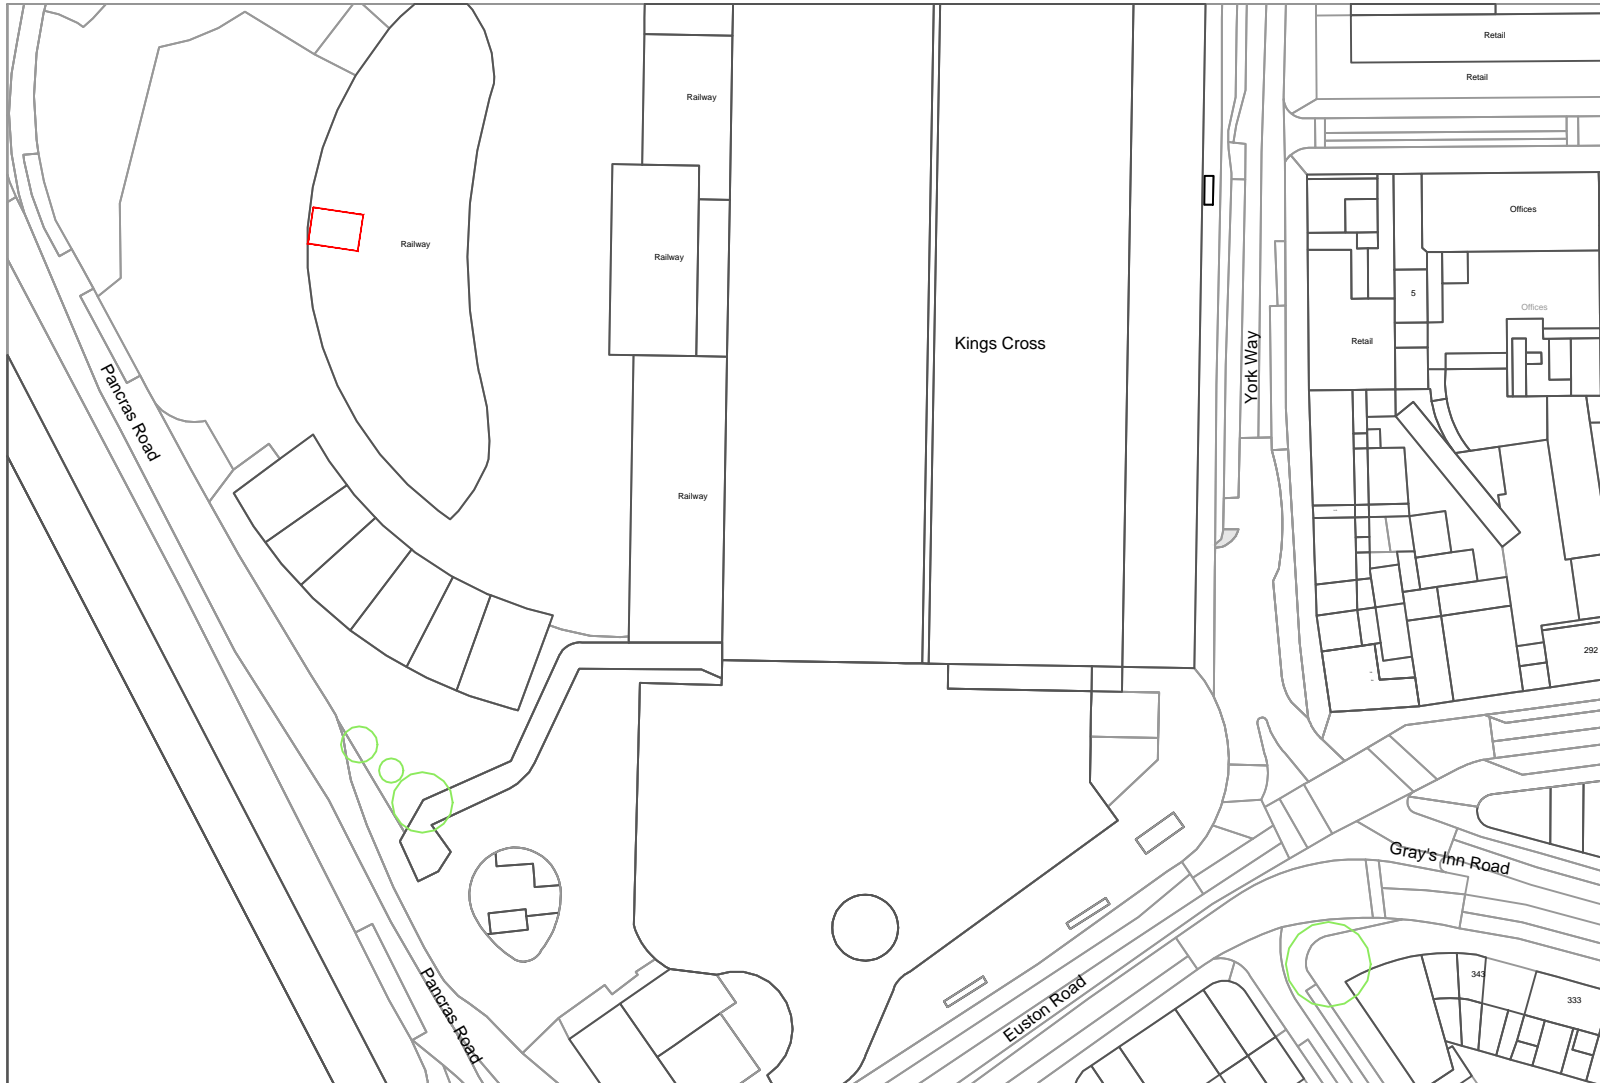 Retail
Retail
Railway
Offices
Railway
Railway
5
Offices
Kings Cross
York Way
Retail
Pancras Road
Railway
292
Gray's Inn Road
Pancras Road
Euston Road
343
333